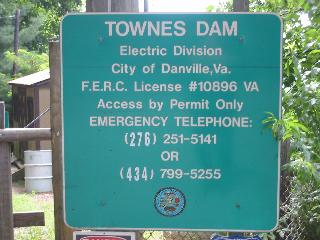 TOWNES DAM
Electric Division
City of Danville,Va.
F.E.R.C. License #10896 VA
Access by Permit Only
EMERGENCY TELEPHONE:
(276) 251-5141
OR
(434) 799-5255